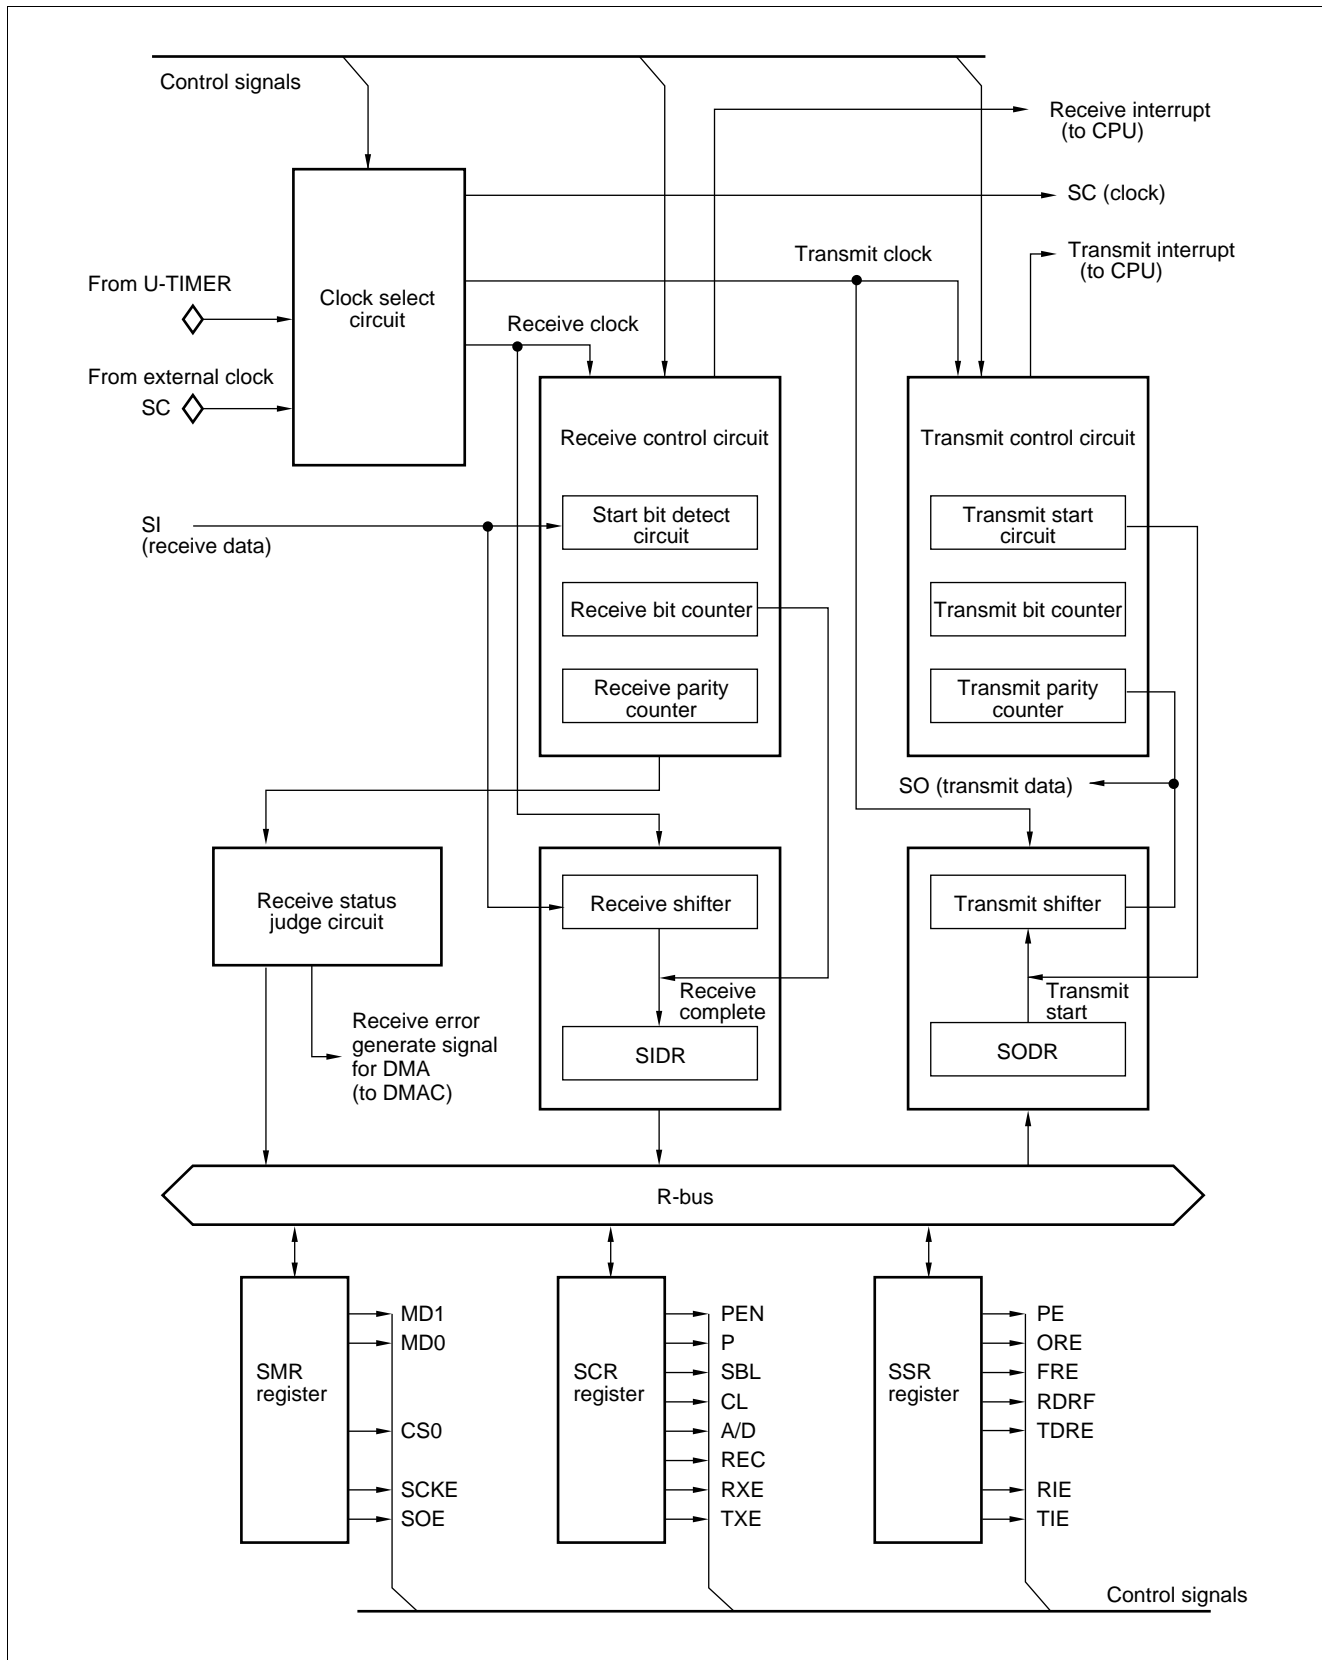 Control signals
Receive interrupt
(to CPU)
SC (clock)
Transmit clock
Transmit interrupt
(to CPU)
From U-TIMER
Clock select
circuit
Receive clock
From external clock
SC
Receive control circuit
Transmit control circuit
SI
(receive data)
Start bit detect
circuit
Transmit start
circuit
Receive bit counter
Transmit bit counter
Receive parity
counter
Transmit parity
counter
SO (transmit data)
Receive status
judge circuit
Receive shifter
Transmit shifter
Receive
complete
Transmit
start
Receive error
generate signal
for DMA
(to DMAC)
SIDR
SODR
R-bus
SMR
register
MD1
MD0
CS0
SCKE
SOE
SCR
register
PEN
P
SBL
CL
A/D
REC
RXE
TXE
SSR
register
PE
ORE
FRE
RDRF
TDRE
RIE
TIE
Control signals